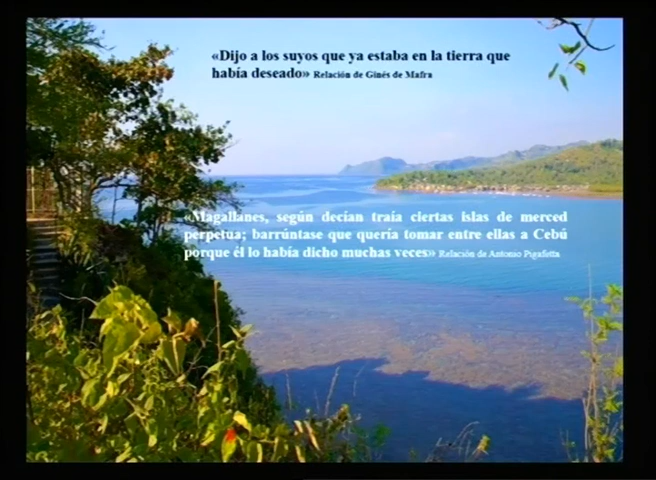 «Dijo a los suyos que ya estaba en la tierra que
había deseado» Relación de Ginés de Mafra
«Magallanes, según decían traía ciertas islas de merced
perpetua; barrúntase que quería tomar entre ellas a Cebú
porque él lo había dicho muchas veces» Relación de Antonio Pigafetta